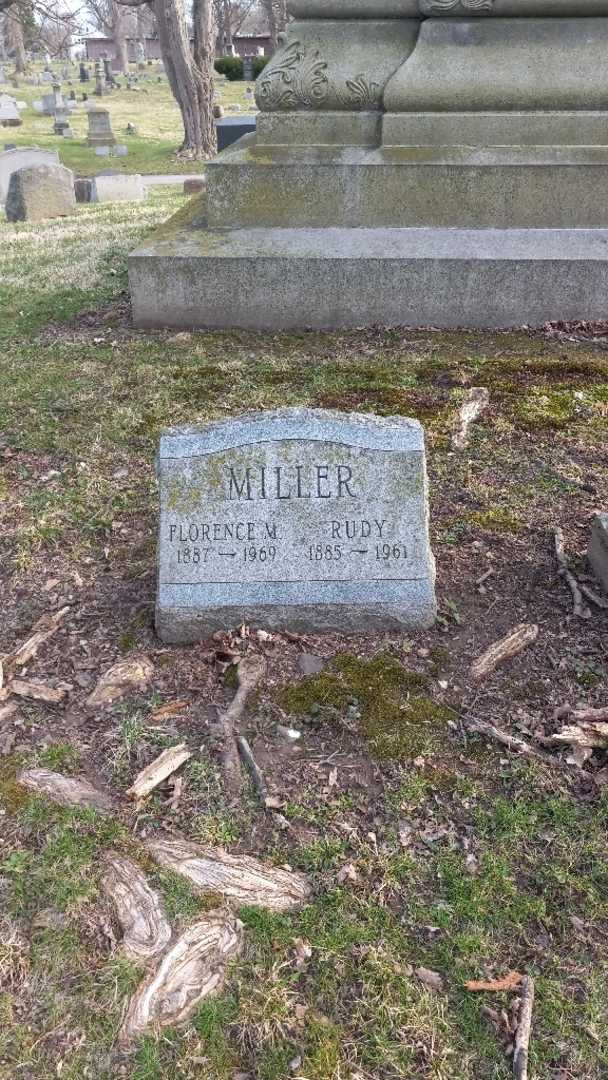 MILLER
FLORENCE M. RUDY
1887 – 1969 1885 – 1961